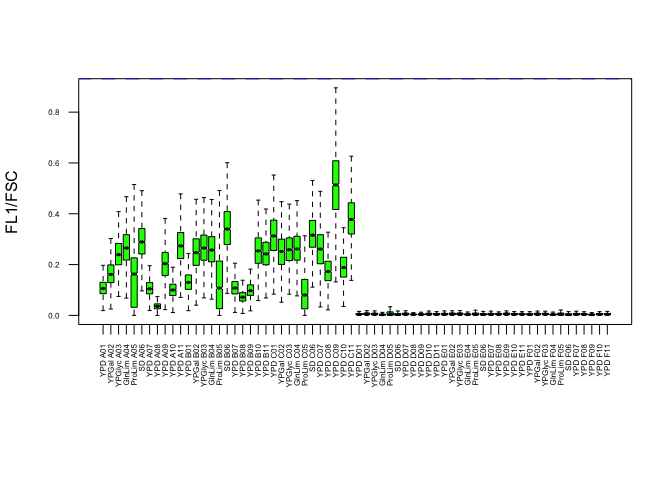 FL1/FSC
0.8
0.6
0.4
0.2
0.0
YPD A01
YPGal A02
YPGlyc A03
GlnLim A04
ProLim A05
SD A06
YPD A07
YPD A08
YPD A09
YPD A10
YPD A11
YPD B01
YPGal B02
YPGlyc B03
GlnLim B04
ProLim B05
SD B06
YPD B07
YPD B08
YPD B09
YPD B10
YPD B11
YPD C01
YPGal C02
YPGlyc C03
GlnLim C04
ProLim C05
SD C06
YPD C07
YPD C08
YPD C09
YPD C10
YPD C11
YPD D01
YPGal D02
YPGlyc D03
GlnLim D04
ProLim D05
SD D06
YPD D07
YPD D08
YPD D09
YPD D10
YPD D11
YPD E01
YPGal E02
YPGlyc E03
GlnLim E04
ProLim E05
SD E06
YPD E07
YPD E08
YPD E09
YPD E10
YPD E11
YPD F01
YPGal F02
YPGlyc F03
GlnLim F04
ProLim F05
SD F06
YPD F07
YPD F08
YPD F09
YPD F10
YPD F11